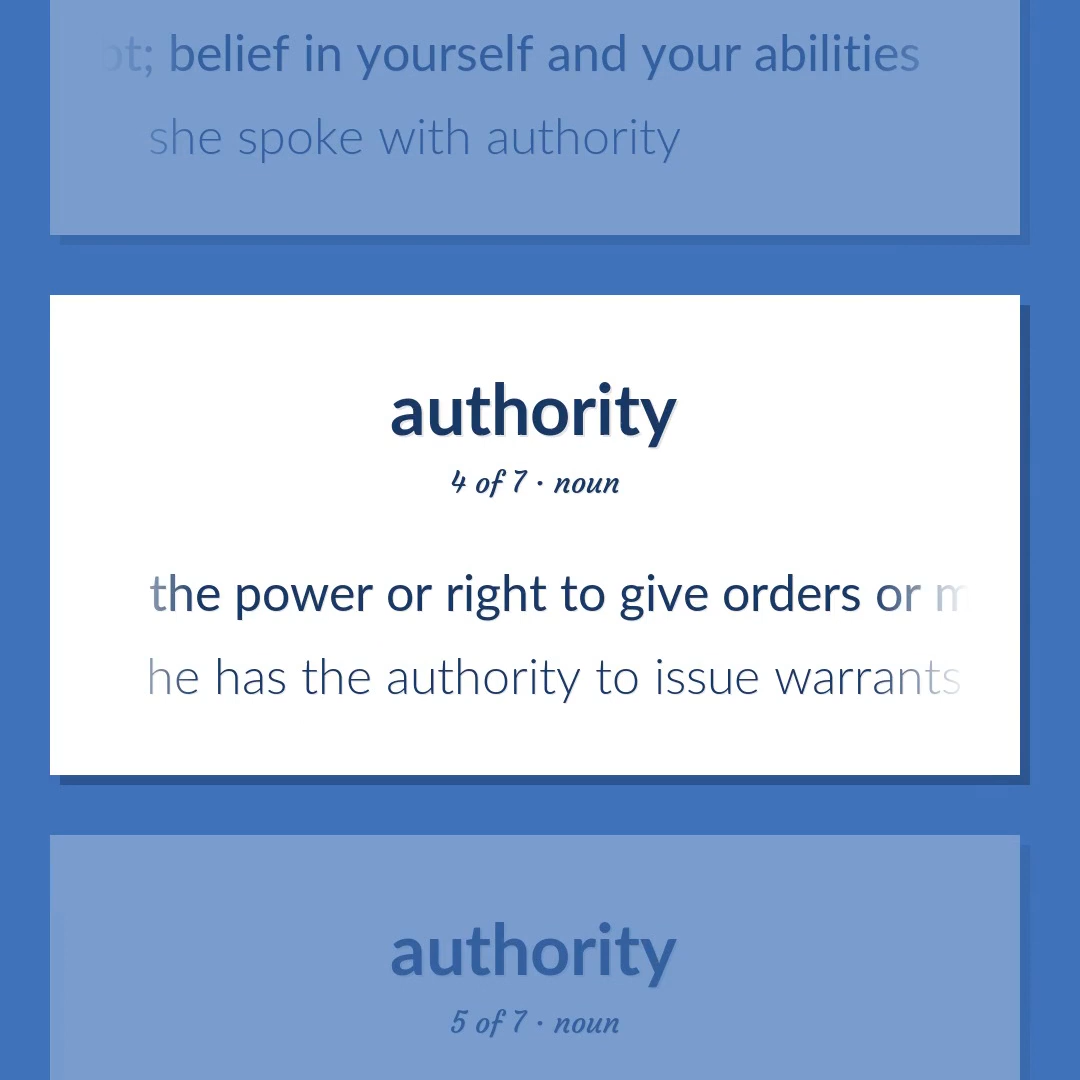 belief in yourself and your abilities
she spoke with authority
authority
4 of 7 · noun
the power or right to give orders or
he has the authority to issue warrants
authority
5 of 7 · noun